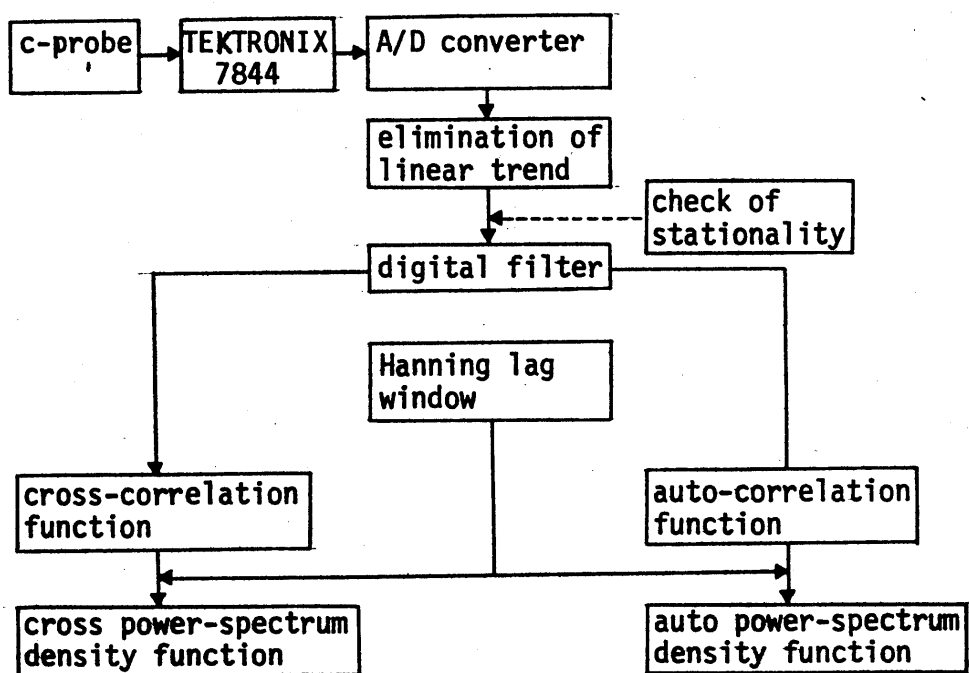 c-probe
TEKTRONIX
7844
A/D converter
elimination of
linear trend
check of
stationality
digital filter
Hanning lag
window
cross-correlation
function
auto-correlation
function
cross power-spectrum
density function
auto power-spectrum
density function